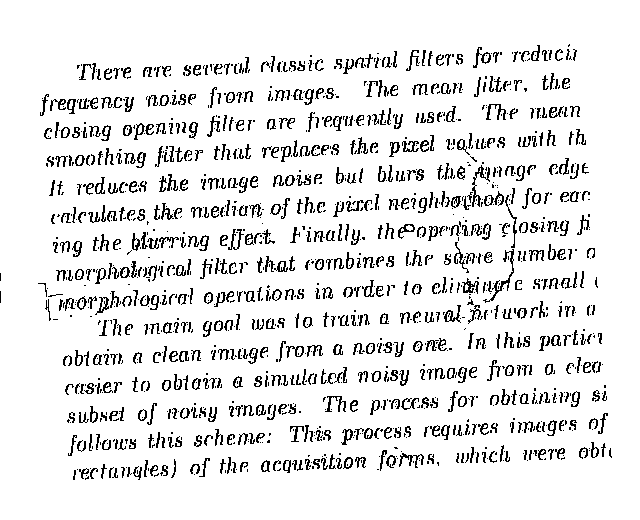 There are several classic spatial filters for reducin
frequency noise from images. The mean filter, the
closing opening filter are frequently used. The mean
smoothing filter that replaces the pixel values with th
It reduces the image noise but blurs the image edge
calculates the median of the pixel neighborhood for eac
ing the blurring effect. Finally, the opening closing fi
morphological filter that combines the same number o
morphological operations in order to eliminate small
The main goal was to train a neural network in o
obtain a clean image from a noisy one. In this particu
easier to obtain a simulated noisy image from a clea
subset of noisy images. The process for obtaining si
follows this scheme: This process requires images of
rectangles) of the acquisition forms, which were obt